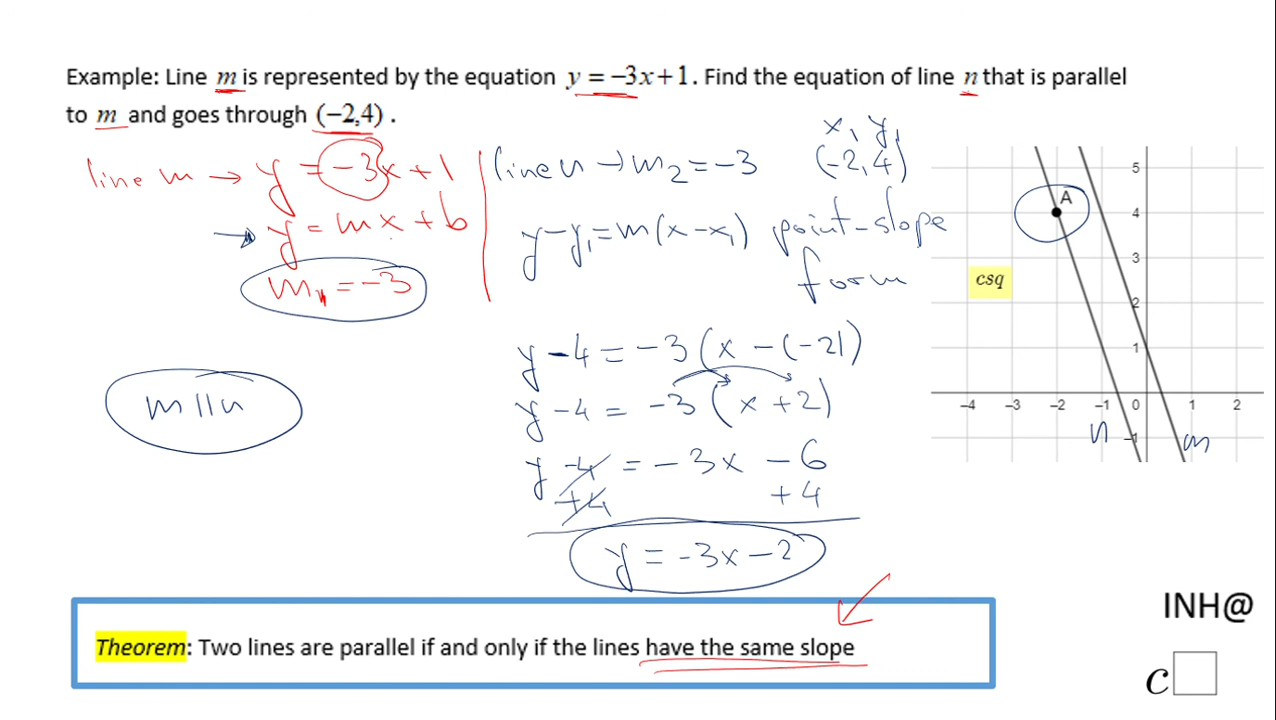 Example: Line m is represented by the equation y = −3x+1. Find the equation of line n that is parallel
to m and goes through (−2,4) .
line m → y = −3x + 1
→ y = mx + b
m₁ = −3
m || n
line n → m₂ = −3
x₁ y₁
(−2, 4)
y − y₁ = m(x − x₁) point-slope
form
y − 4 = −3(x − (−2))
y − 4 = −3 (x + 2)
y − 4 = −3x − 6
+4 +4
y = −3x − 2
A
csq
5
4
3
2
1
−4 −3 −2 −1 0 1 2
−1
n m
Theorem: Two lines are parallel if and only if the lines have the same slope
INH@
c